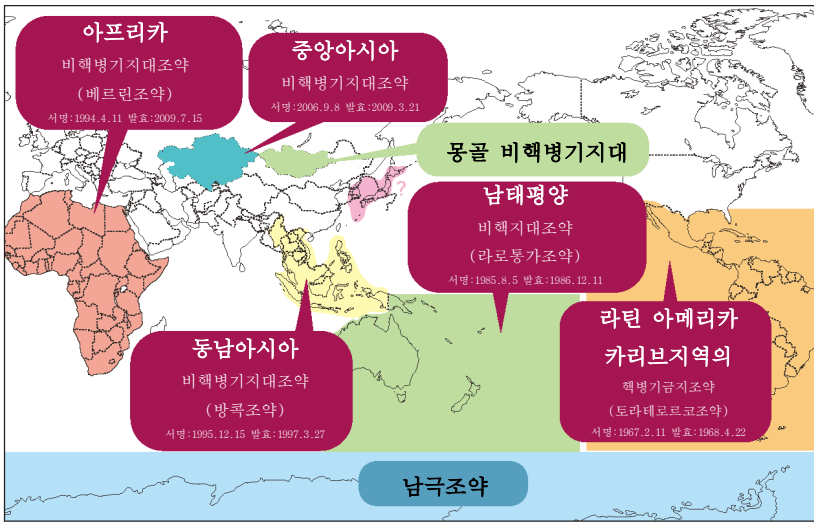 아프리카
비핵병기지대조약
(베르린조약)
서명:1994.4.11 발효:2009.7.15
중앙아시아
비핵병기지대조약
서명:2006.9.8 발효:2009.3.21
몽골 비핵병기지대
?
남태평양
비핵지대조약
(라로통가조약)
서명:1985.8.5 발효:1986.12.11
라틴 아메리카
카리브지역의
핵병기금지조약
(토라테로르코조약)
서명:1967.2.11 발효:1968.4.22
동남아시아
비핵병기지대조약
(방콕조약)
서명:1995.12.15 발효:1997.3.27
남극조약